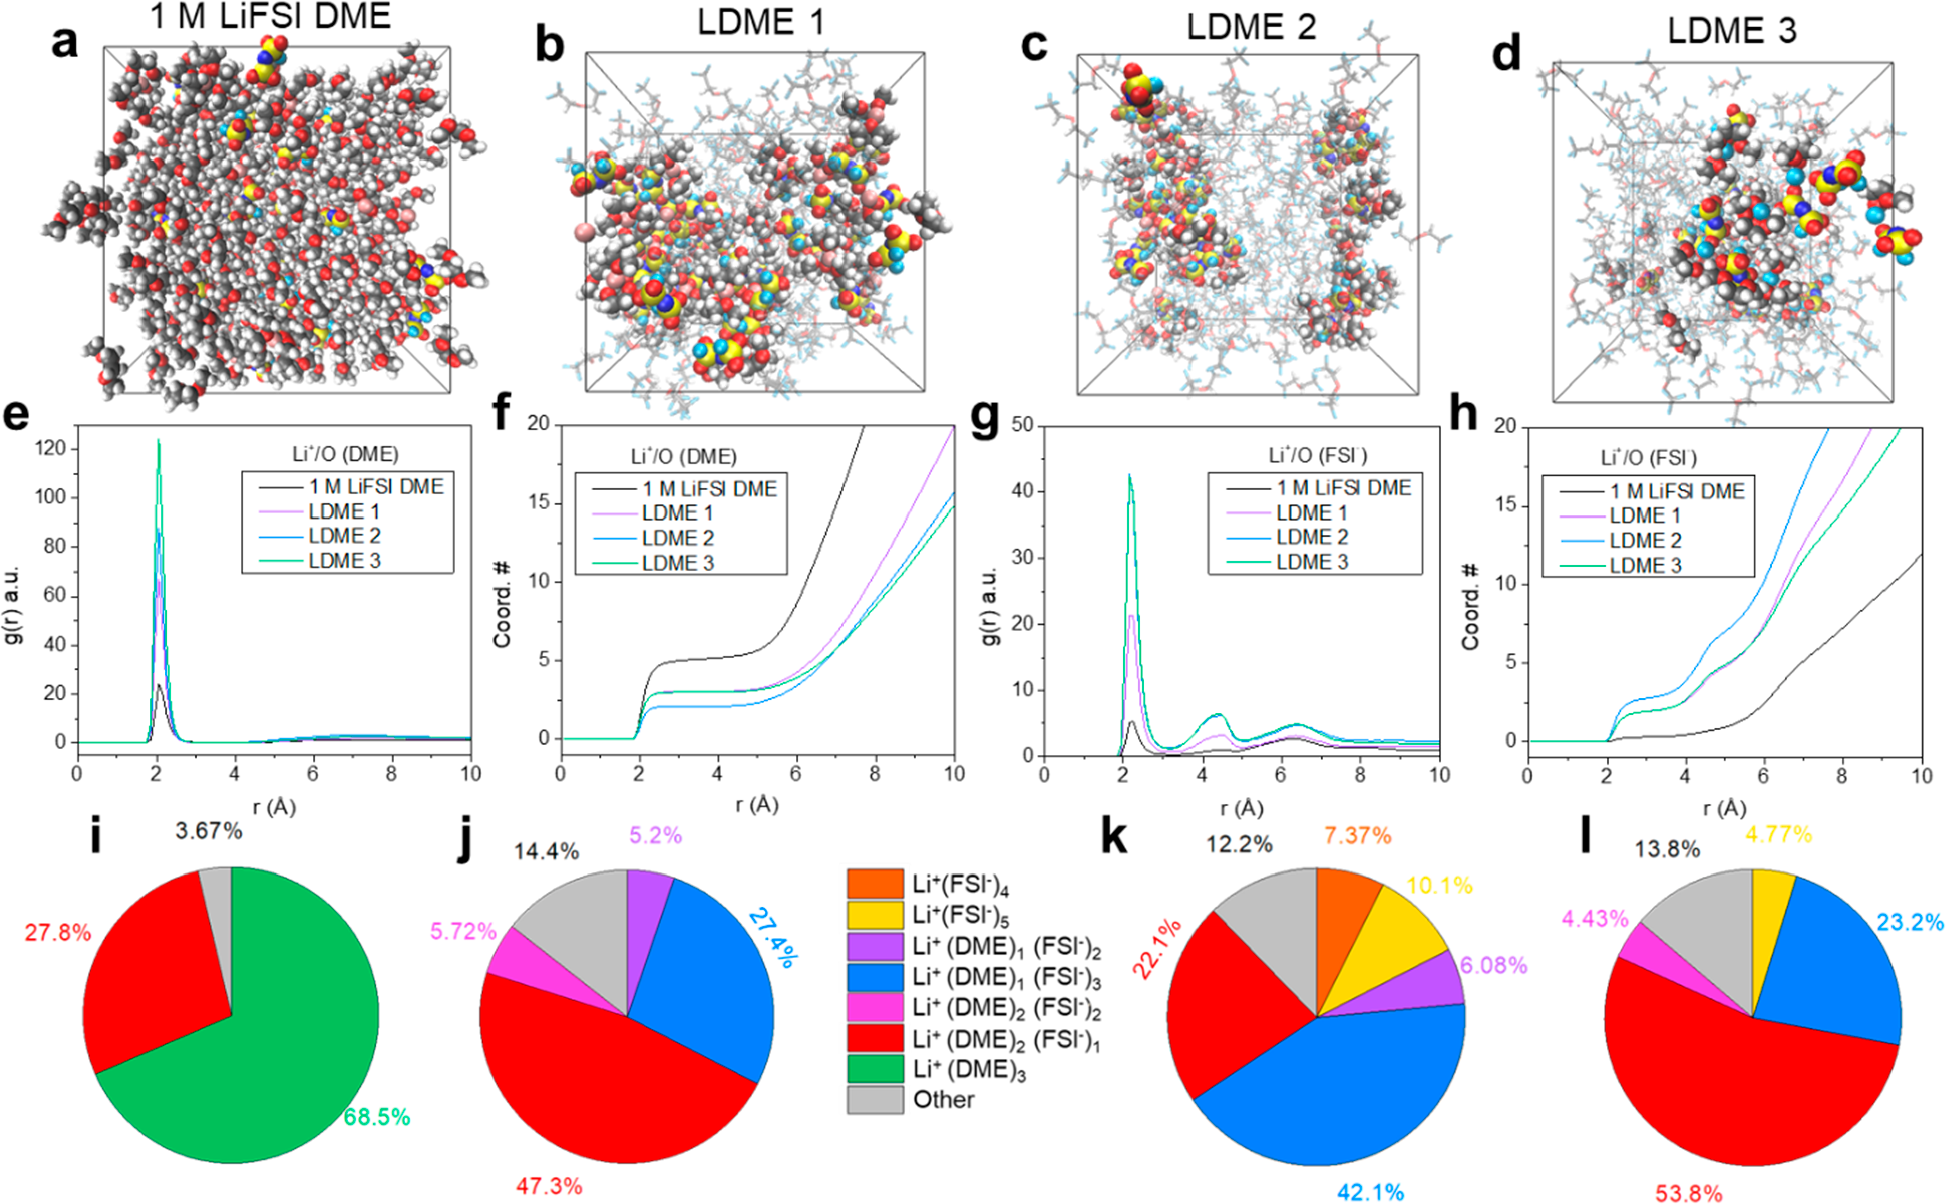 a
1 M LiFSI DME
b
LDME 1
c
LDME 2
d
LDME 3
e
120
100
80
60
40
20
0
g(r) a.u.
Li⁺/O (DME)
1 M LiFSI DME
LDME 1
LDME 2
LDME 3
0 2 4 6 8 10
r (Å)
f
20
15
10
5
0
Coord. #
Li⁺/O (DME)
1 M LiFSI DME
LDME 1
LDME 2
LDME 3
0 2 4 6 8 10
r (Å)
g
50
40
30
20
10
0
g(r) a.u.
Li⁺/O (FSI⁻)
1 M LiFSI DME
LDME 1
LDME 2
LDME 3
0 2 4 6 8 10
r (Å)
h
20
15
10
5
0
Coord. #
Li⁺/O (FSI⁻)
1 M LiFSI DME
LDME 1
LDME 2
LDME 3
0 2 4 6 8 10
r (Å)
i
3.67%
27.8%
68.5%
j
14.4%
5.2%
5.72%
27.4%
47.3%
Li⁺(FSI⁻)₄
Li⁺(FSI⁻)₅
Li⁺ (DME)₁ (FSI⁻)₂
Li⁺ (DME)₁ (FSI⁻)₃
Li⁺ (DME)₂ (FSI⁻)₂
Li⁺ (DME)₂ (FSI⁻)₁
Li⁺ (DME)₃
Other
k
12.2%
7.37%
10.1%
22.1%
6.08%
42.1%
l
13.8%
4.77%
4.43%
23.2%
53.8%